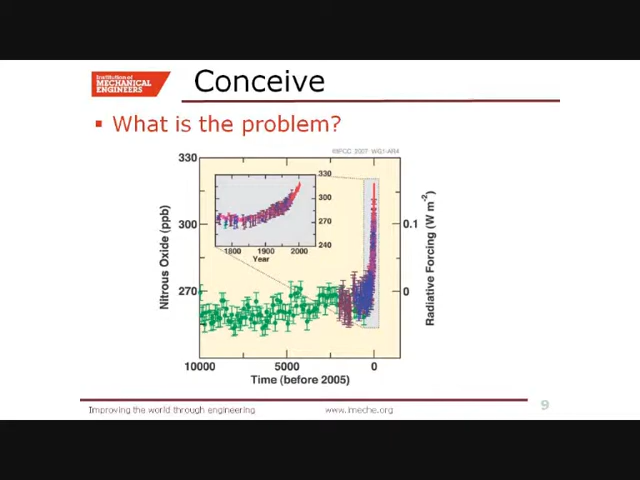 Institution of
MECHANICAL
ENGINEERS
Conceive
▪ What is the problem?
©IPCC 2007: WG1-AR4
330
300
270
Nitrous Oxide (ppb)
330
300
270
240
1800 1900 2000
Year
0.1
0
Radiative Forcing (W m-2)
10000 5000 0
Time (before 2005)
Improving the world through engineering
www.imeche.org
9